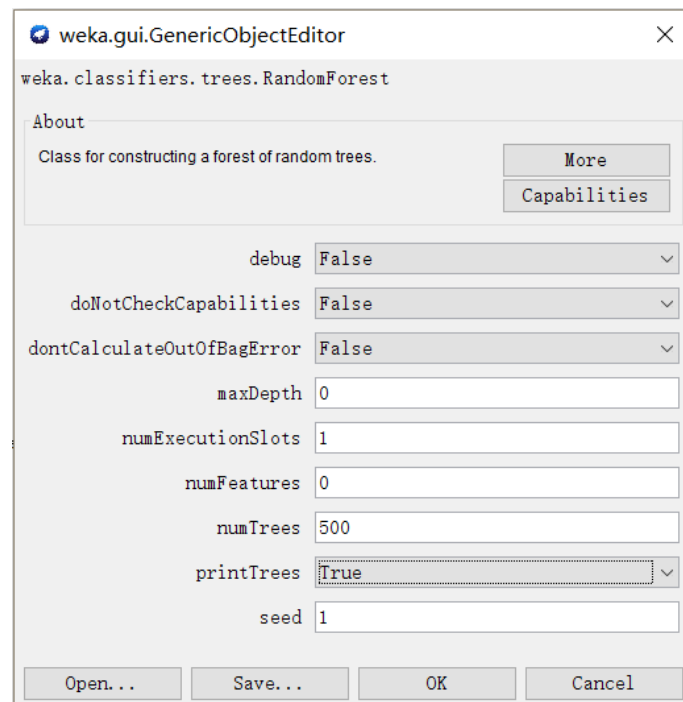 weka.gui.GenericObjectEditor
weka.classifiers.trees.RandomForest
About
Class for constructing a forest of random trees.
More
Capabilities
debug False
doNotCheckCapabilities False
dontCalculateOutOfBagError False
maxDepth 0
numExecutionSlots 1
numFeatures 0
numTrees 500
printTrees True
seed 1
Open... Save... OK Cancel